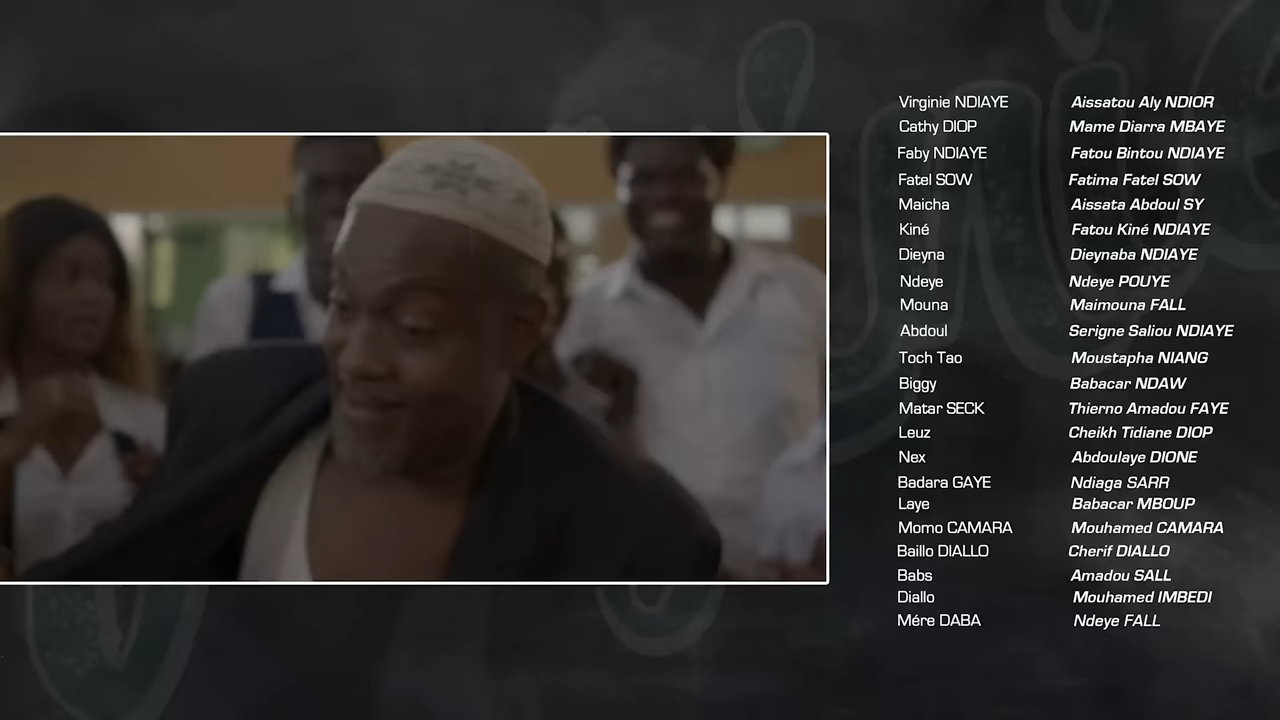 Virginie NDIAYE Aissatou Aly NDIOR
Cathy DIOP Mame Diarra MBAYE
Faby NDIAYE Fatou Bintou NDIAYE
Fatel SOW Fatima Fatel SOW
Maicha Aissata Abdoul SY
Kiné Fatou Kiné NDIAYE
Dieyna Dieynaba NDIAYE
Ndeye Ndeye POUYE
Mouna Maimouna FALL
Abdoul Serigne Saliou NDIAYE
Toch Tao Moustapha NIANG
Biggy Babacar NDAW
Matar SECK Thierno Amadou FAYE
Leuz Cheikh Tidiane DIOP
Nex Abdoulaye DIONE
Badara GAYE Ndiaga SARR
Laye Babacar MBOUP
Momo CAMARA Mouhamed CAMARA
Baillo DIALLO Cherif DIALLO
Babs Amadou SALL
Diallo Mouhamed IMBEDI
Mére DABA Ndeye FALL